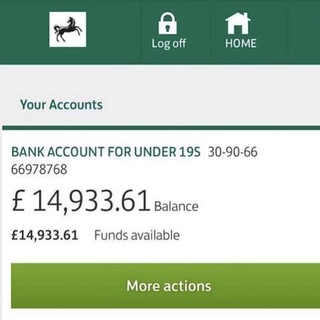 Log off HOME
Your Accounts
BANK ACCOUNT FOR UNDER 19S 30-90-66
66978768
£ 14,933.61 Balance
£14,933.61 Funds available
More actions